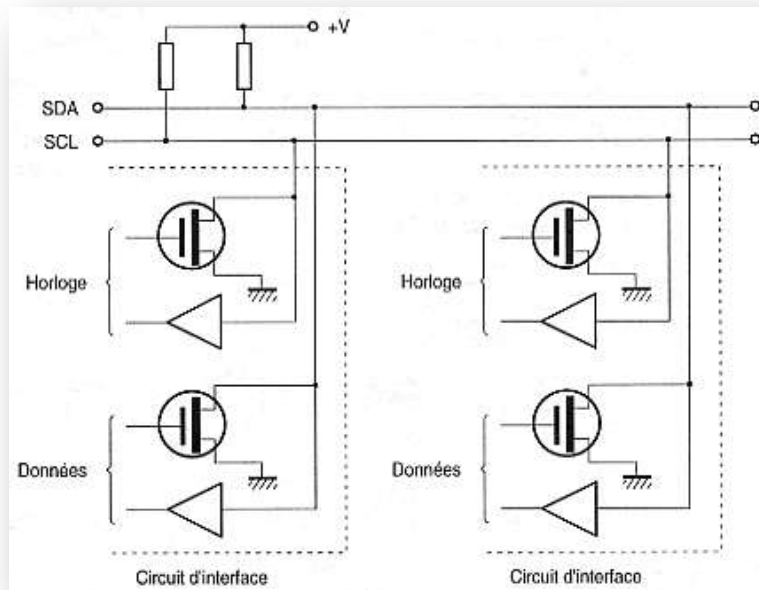 +V
SDA
SCL
Horloge
Horloge
Données
Données
Circuit d'interface
Circuit d'interface